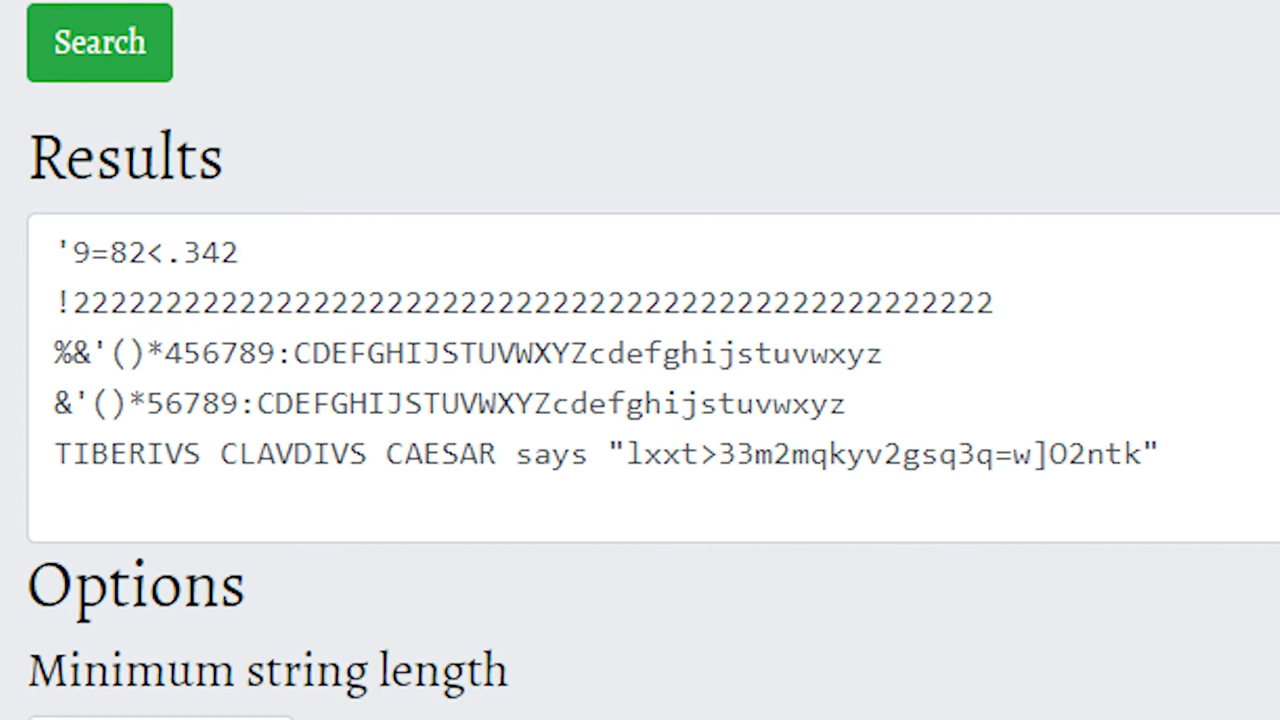 Search
Results
'9=82<.342
!22222222222222222222222222222222222222222222222222
%&'()*456789:CDEFGHIJSTUVWXYZcdefghijstuvwxyz
&'()*56789:CDEFGHIJSTUVWXYZcdefghijstuvwxyz
TIBERIVS CLAVDIVS CAESAR says "lxxt>33m2mqkyv2gsq3q=w]O2ntk"
Options
Minimum string length